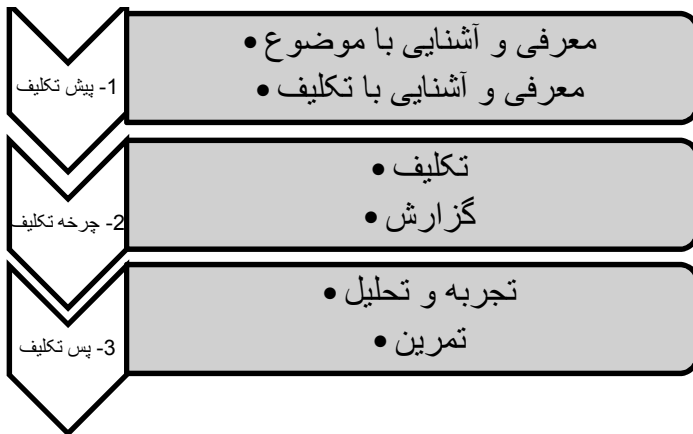 1- پیش تکلیف
• معرفی و آشنایی با موضوع
• معرفی و آشنایی با تکلیف
2- چرخه تکلیف
• تکلیف
• گزارش
3- پس تکلیف
• تجربه و تحلیل
• تمرین